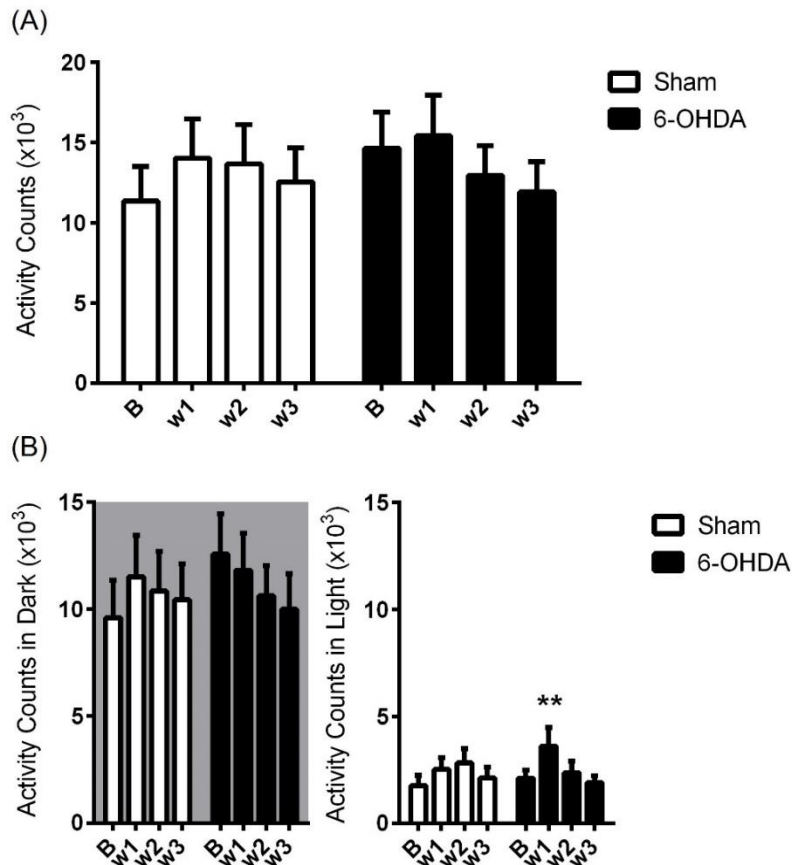 (A)
Activity Counts (x10³)
20
15
10
5
0
B w1 w2 w3 B w1 w2 w3
Sham
6-OHDA
(B)
Activity Counts in Dark (x10³)
15
10
5
0
B w1 w2 w3 B w1 w2 w3
Activity Counts in Light (x10³)
15
10
5
0
**
B w1 w2 w3 B w1 w2 w3
Sham
6-OHDA